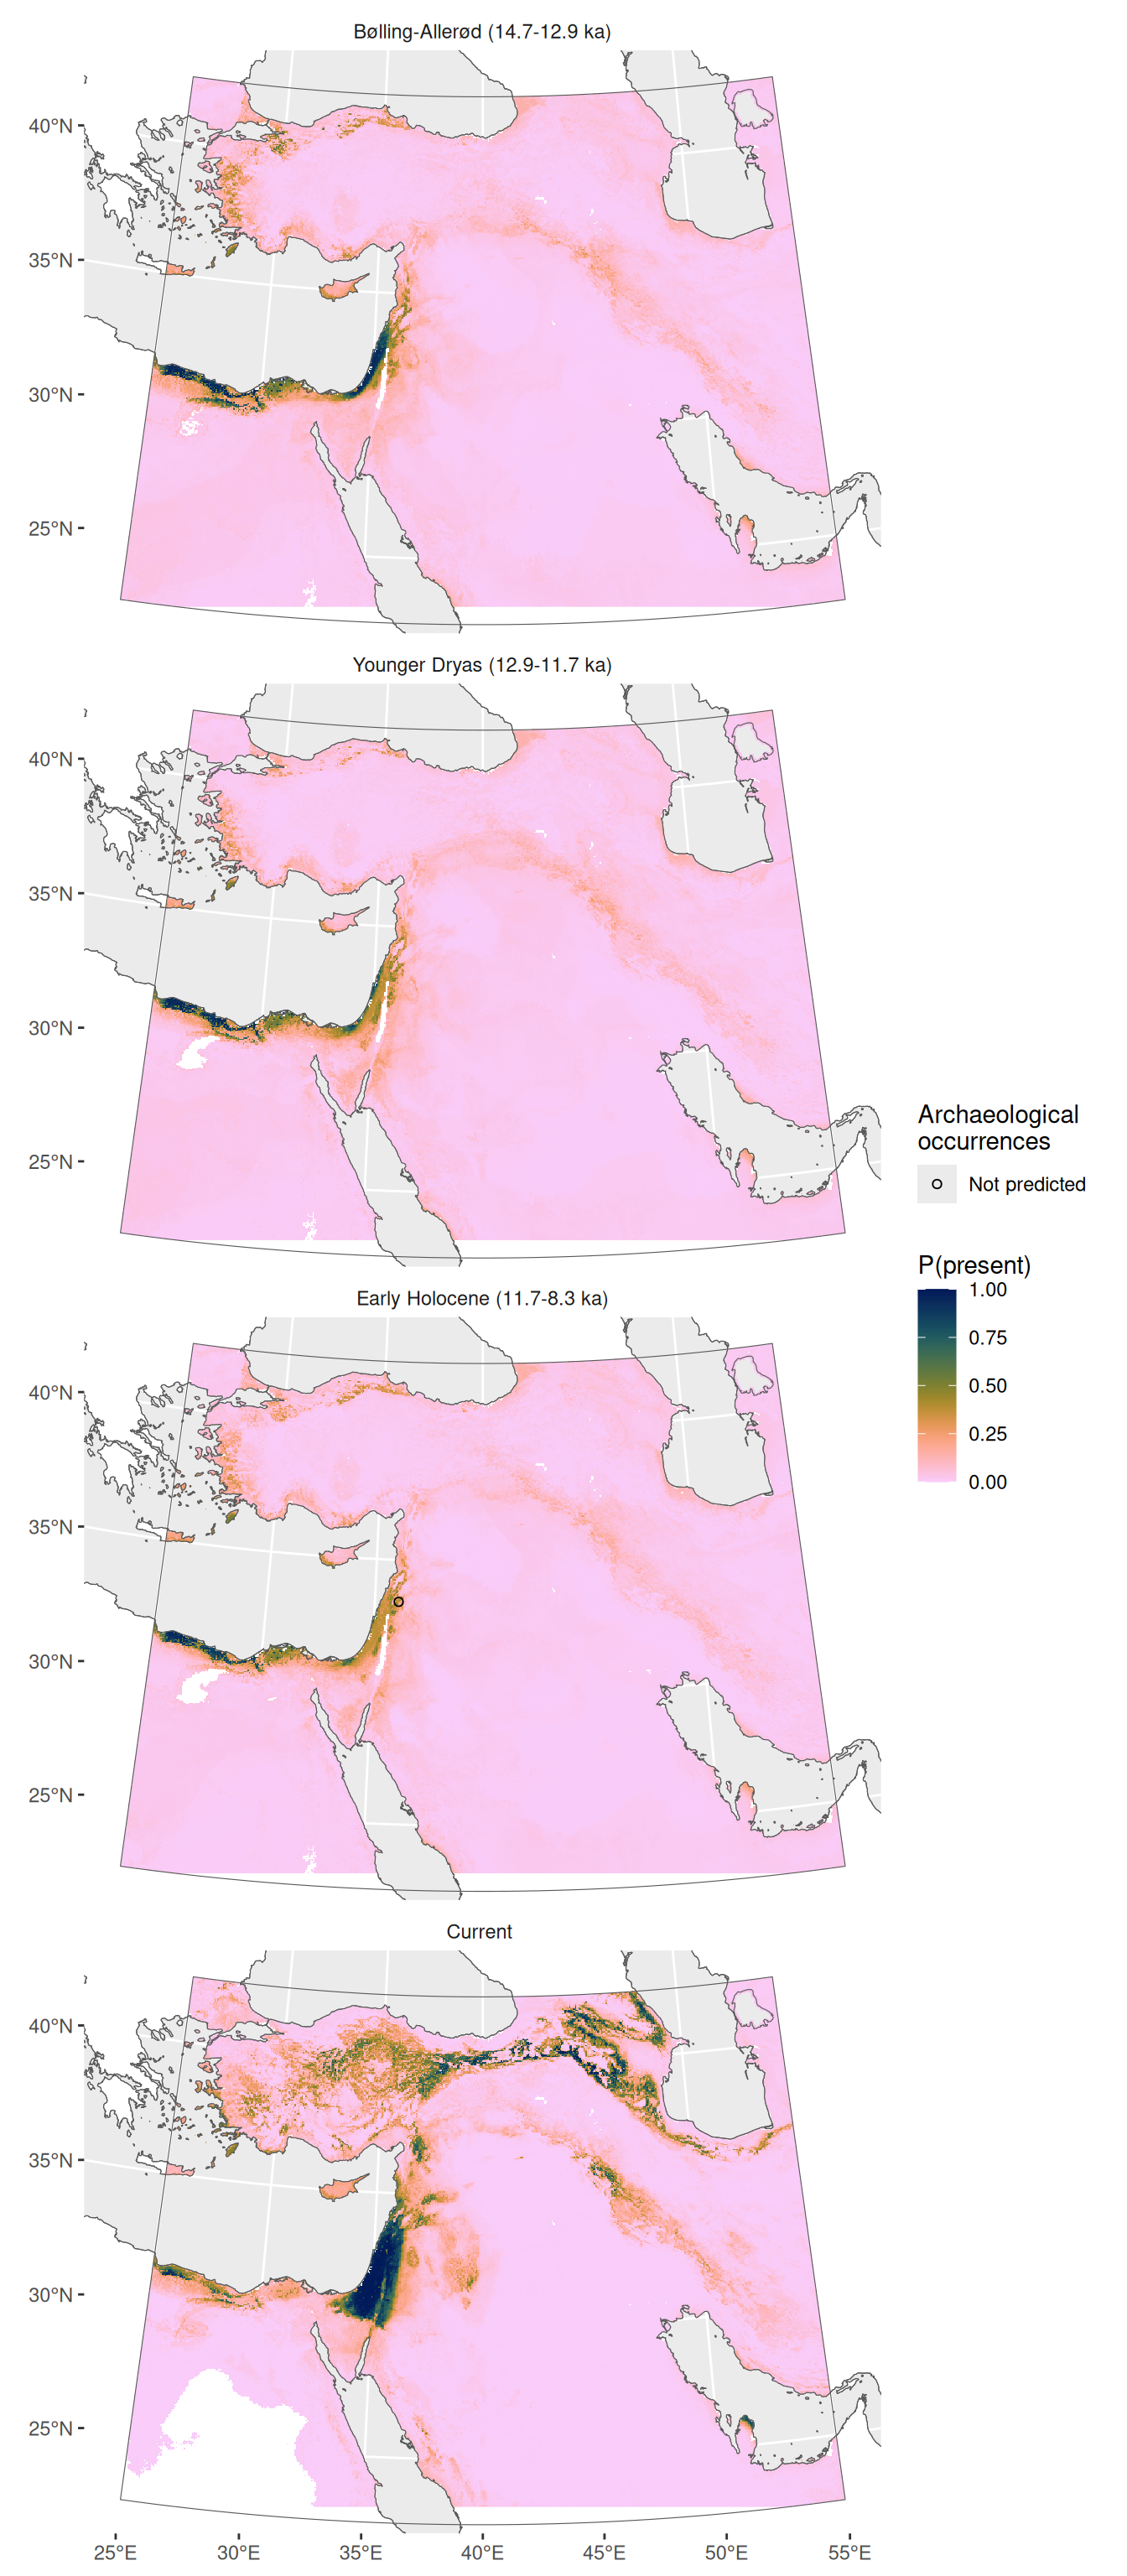 Bølling-Allerød (14.7-12.9 ka)
40°N
35°N
30°N
25°N
Younger Dryas (12.9-11.7 ka)
40°N
35°N
30°N
25°N
Archaeological
occurrences
Not predicted
P(present)
1.00
0.75
0.50
0.25
0.00
Early Holocene (11.7-8.3 ka)
40°N
35°N
30°N
25°N
Current
40°N
35°N
30°N
25°N
25°E 30°E 35°E 40°E 45°E 50°E 55°E